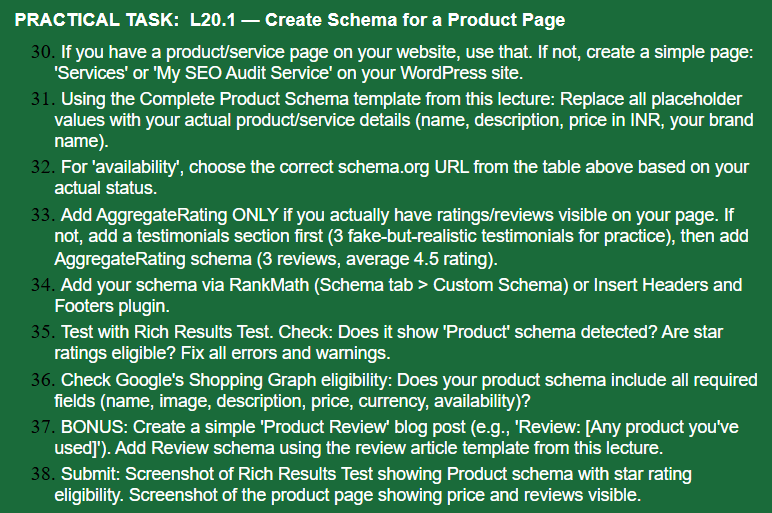 PRACTICAL TASK:  L20.1 — Create Schema for a Product Page
30. If you have a product/service page on your website, use that. If not, create a simple page:
'Services' or 'My SEO Audit Service' on your WordPress site.
31. Using the Complete Product Schema template from this lecture: Replace all placeholder
values with your actual product/service details (name, description, price in INR, your brand
name).
32. For 'availability', choose the correct schema.org URL from the table above based on your
actual status.
33. Add AggregateRating ONLY if you actually have ratings/reviews visible on your page. If
not, add a testimonials section first (3 fake-but-realistic testimonials for practice), then add
AggregateRating schema (3 reviews, average 4.5 rating).
34. Add your schema via RankMath (Schema tab > Custom Schema) or Insert Headers and
Footers plugin.
35. Test with Rich Results Test. Check: Does it show 'Product' schema detected? Are star
ratings eligible? Fix all errors and warnings.
36. Check Google's Shopping Graph eligibility: Does your product schema include all required
fields (name, image, description, price, currency, availability)?
37. BONUS: Create a simple 'Product Review' blog post (e.g., 'Review: [Any product you've
used]'). Add Review schema using the review article template from this lecture.
38. Submit: Screenshot of Rich Results Test showing Product schema with star rating
eligibility. Screenshot of the product page showing price and reviews visible.